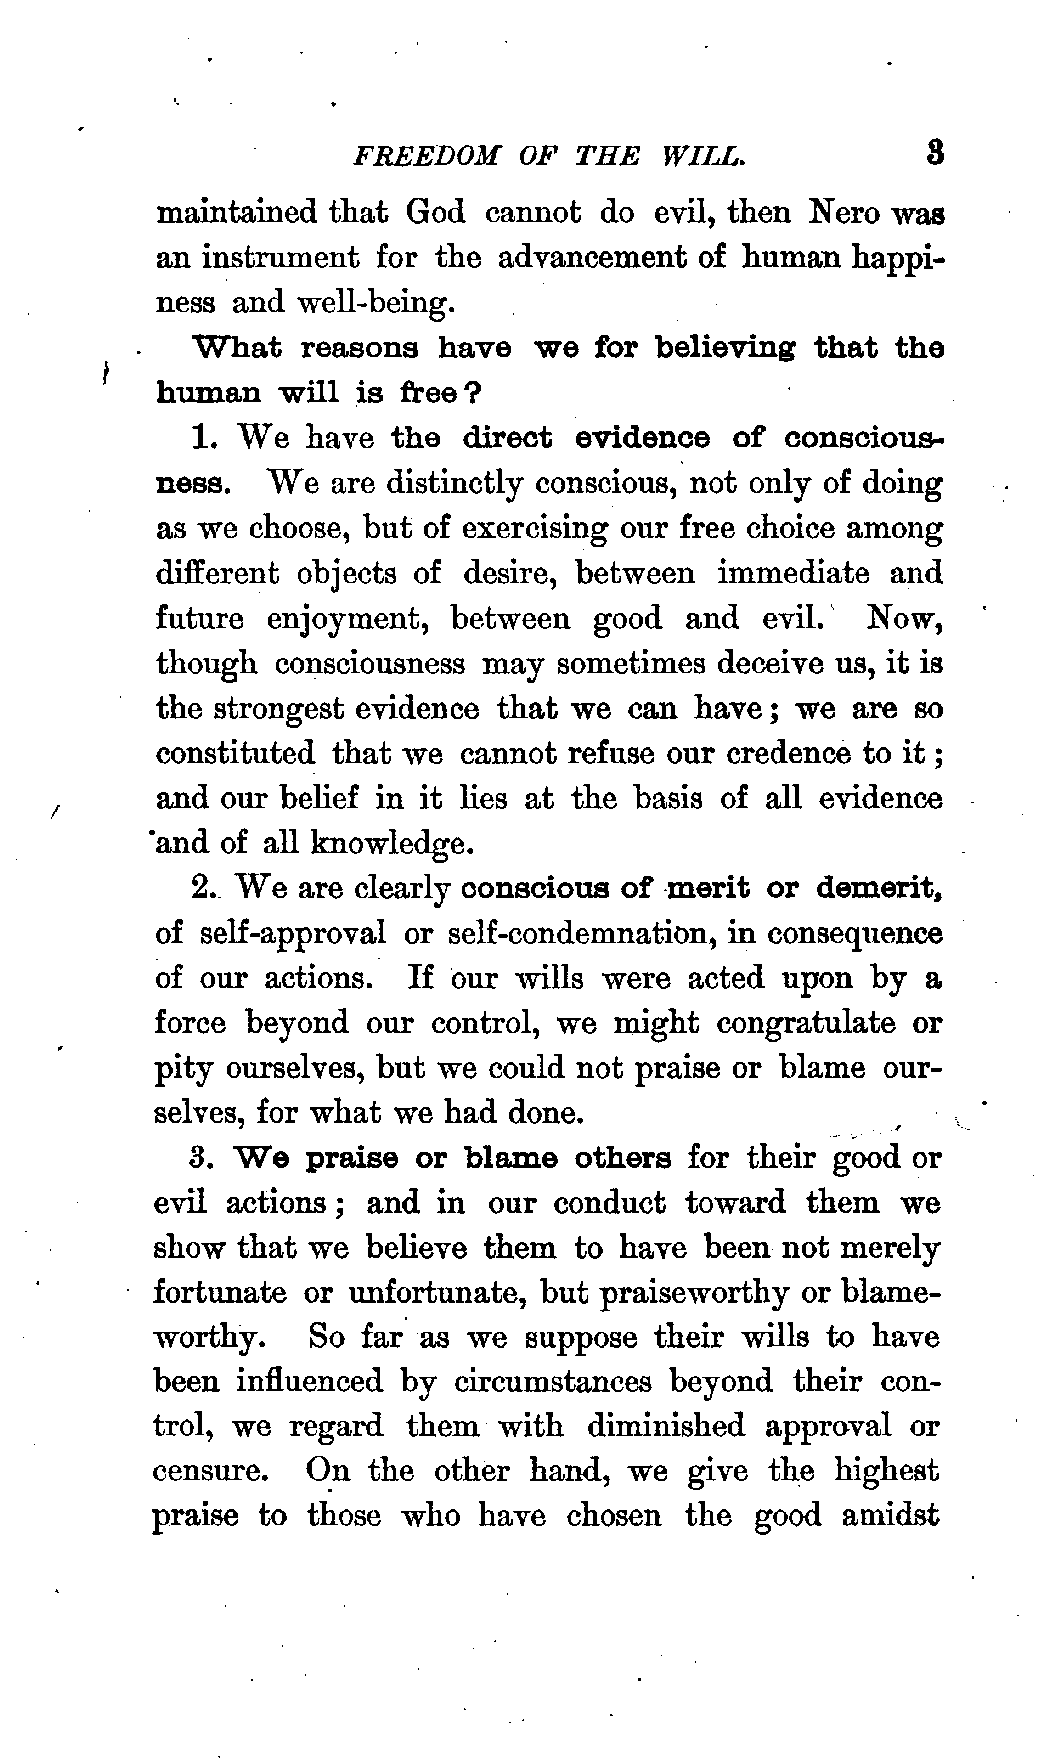 FREEDOM OF THE WILL. 3
maintained that God cannot do evil, then Nero was
an instrument for the advancement of human happi-
ness and well-being.
What reasons have we for believing that the
human will is free?
1. We have the direct evidence of conscious-
ness. We are distinctly conscious, not only of doing
as we choose, but of exercising our free choice among
different objects of desire, between immediate and
future enjoyment, between good and evil. Now,
though consciousness may sometimes deceive us, it is
the strongest evidence that we can have; we are so
constituted that we cannot refuse our credence to it;
and our belief in it lies at the basis of all evidence
and of all knowledge.
2. We are clearly conscious of merit or demerit,
of self-approval or self-condemnation, in consequence
of our actions. If our wills were acted upon by a
force beyond our control, we might congratulate or
pity ourselves, but we could not praise or blame our-
selves, for what we had done.
3. We praise or blame others for their good or
evil actions; and in our conduct toward them we
show that we believe them to have been not merely
fortunate or unfortunate, but praiseworthy or blame-
worthy. So far as we suppose their wills to have
been influenced by circumstances beyond their con-
trol, we regard them with diminished approval or
censure. On the other hand, we give the highest
praise to those who have chosen the good amidst